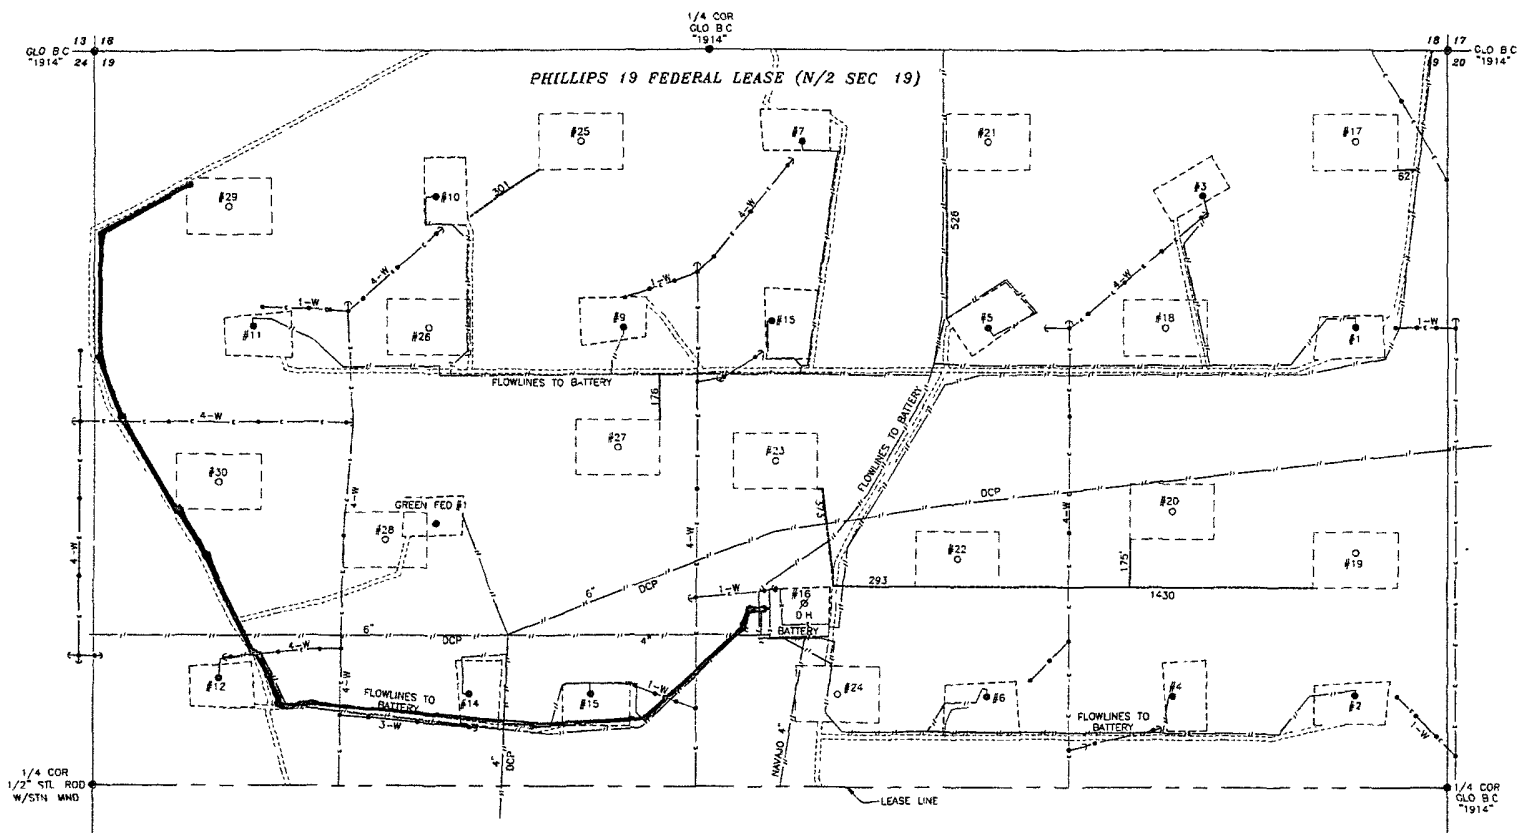 1/4 COR
GLO B C
"1914"
13 18
GLO B C
"1914"
24 19
18 17
GLO B C
"1914"
19 20
PHILLIPS 19 FEDERAL LEASE (N/2 SEC 19)
#25
#7
#21
#17
#29
#10
301
4-W
526
#3
62'
1-W
4-W
1-W
4-W
#11
#26
#9
#15
#5
#18
#1
1-W
FLOWLINES TO BATTERY
176
4-W
#27
#23
FLOWLINES TO BATTERY
#30
4-W
GREEN FED #1
#28
375
DCP
#20
4-W
4-W
4-W
#22
175'
#19
6"
DCP
1-W
#16
D H
BATTERY
293
1430
6"
DCP
4"
4-W
#12
4-W
FLOWLINES TO
BATTERY
3-W
#14
#15
1-W
#24
#6
#4
FLOWLINES TO
BATTERY
#2
1-W
4"
DCP
NAVAJO 4"
1/4 COR
1/2" STL ROD
W/STN MND
LEASE LINE
1/4 COR
GLO B C
"1914"